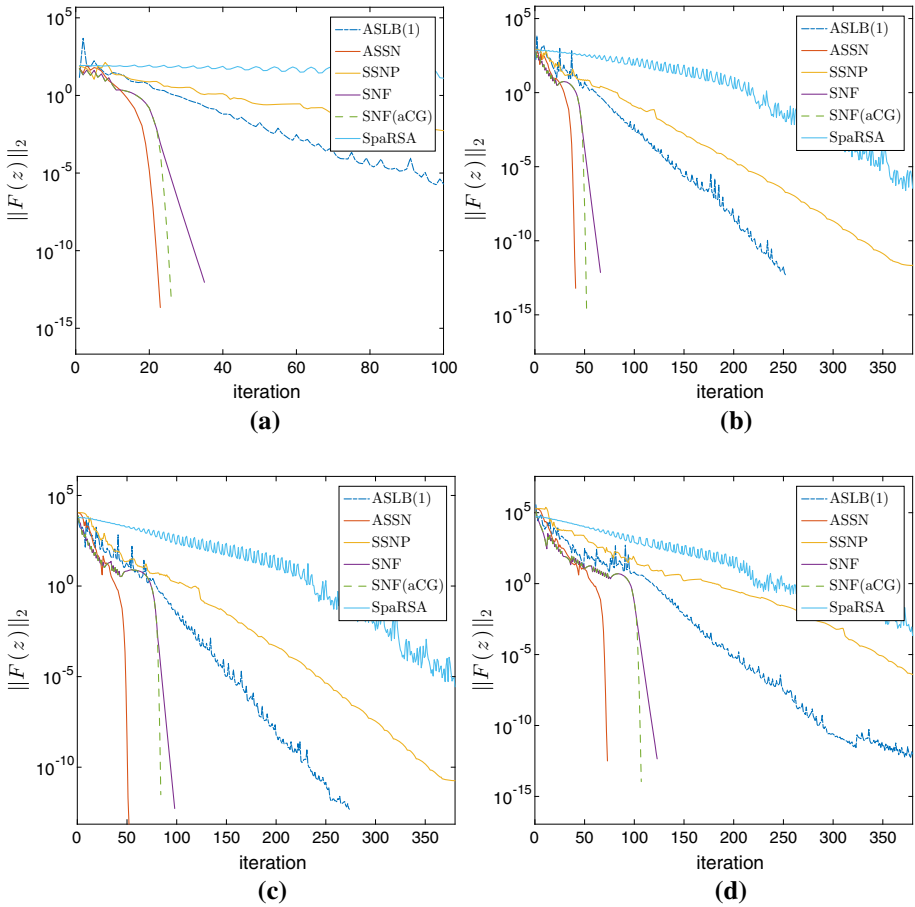 10^5
10^0
10^-5
10^-10
10^-15
||F(z)||_2
0
20
40
60
80
100
iteration
ASLB(1)
ASSN
SSNP
SNF
SNF(aCG)
SpaRSA
(a)
10^5
10^0
10^-5
10^-10
10^-15
||F(z)||_2
0
50
100
150
200
250
300
350
iteration
ASLB(1)
ASSN
SSNP
SNF
SNF(aCG)
SpaRSA
(b)
10^5
10^0
10^-5
10^-10
||F(z)||_2
0
50
100
150
200
250
300
350
iteration
ASLB(1)
ASSN
SSNP
SNF
SNF(aCG)
SpaRSA
(c)
10^5
10^0
10^-5
10^-10
10^-15
||F(z)||_2
0
50
100
150
200
250
300
350
iteration
ASLB(1)
ASSN
SSNP
SNF
SNF(aCG)
SpaRSA
(d)